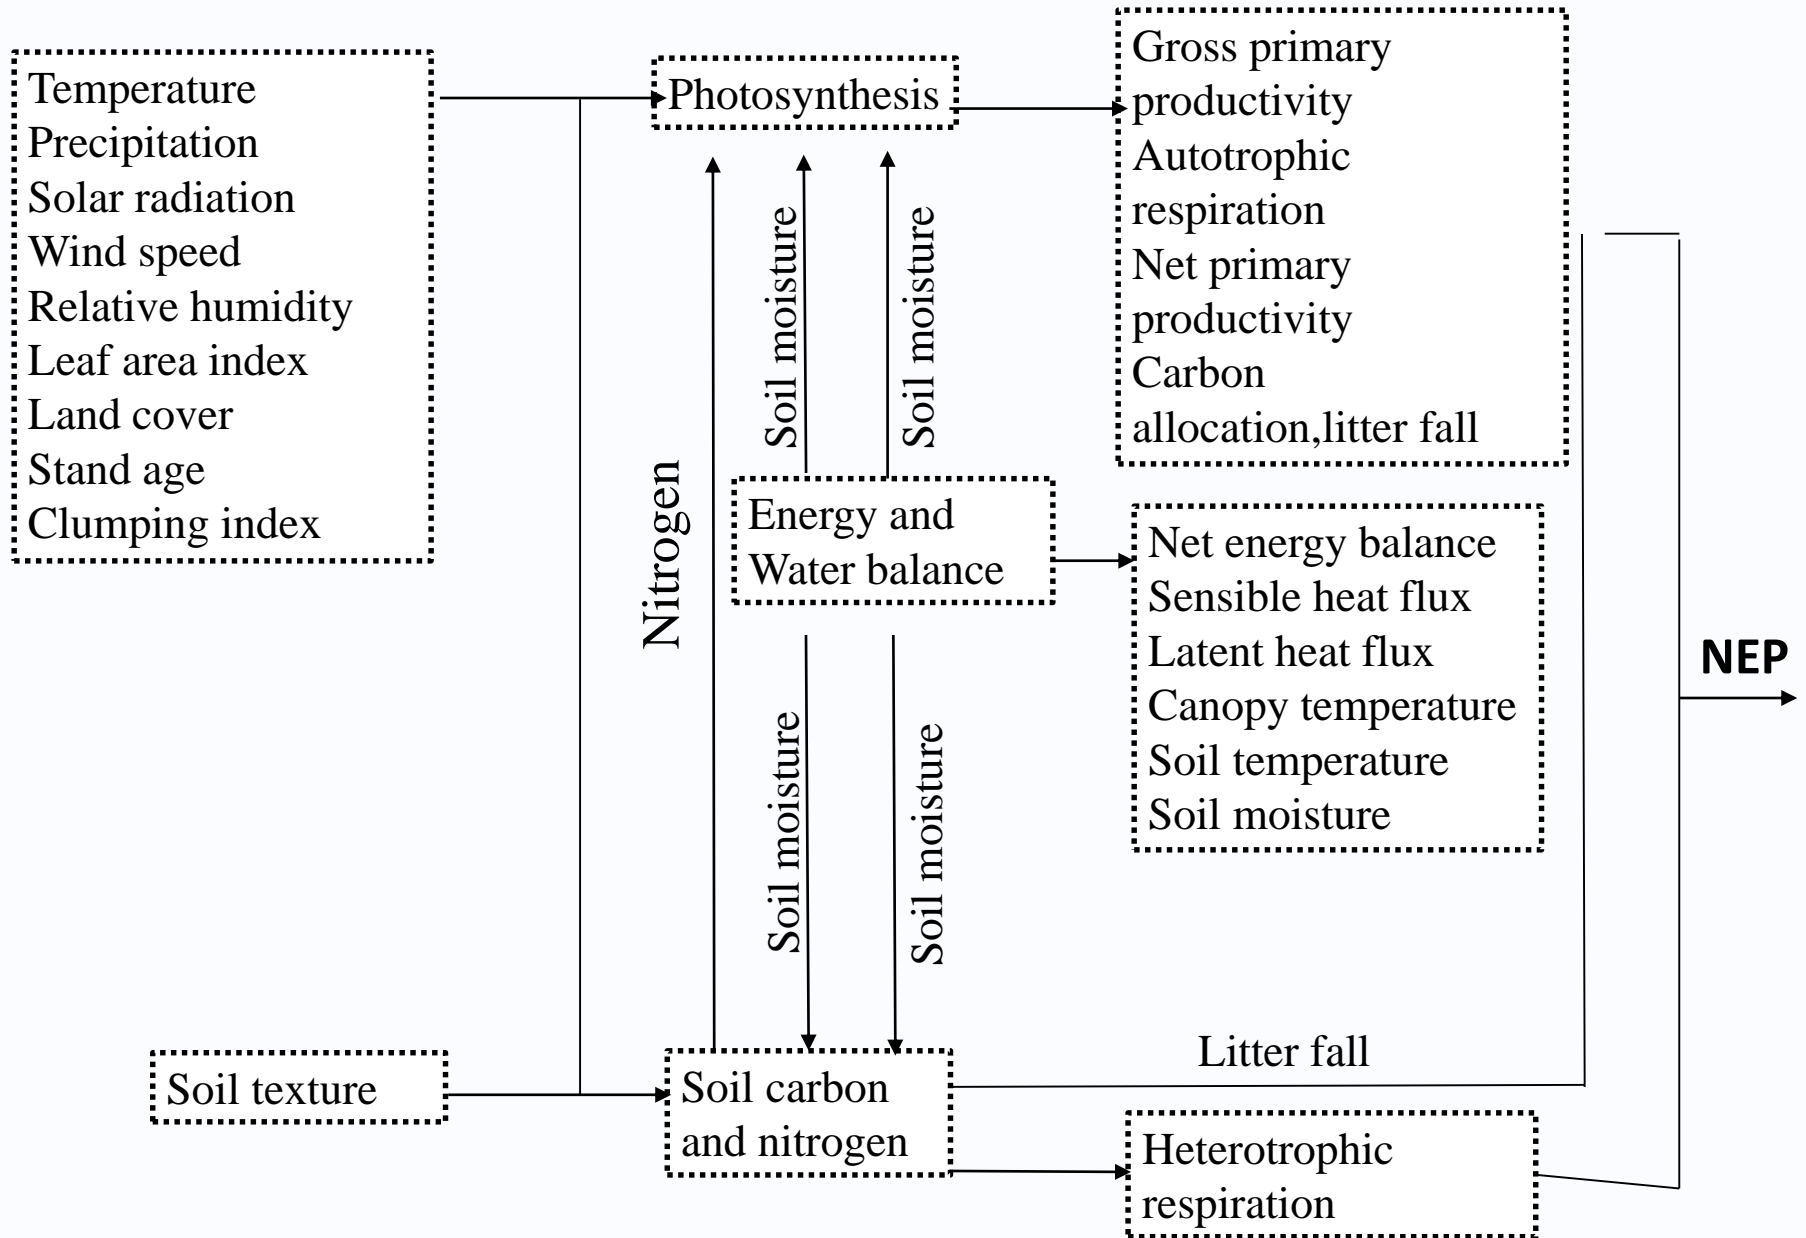 Temperature
Precipitation
Solar radiation
Wind speed
Relative humidity
Leaf area index
Land cover
Stand age
Clumping index
Photosynthesis
Gross primary
productivity
Autotrophic
respiration
Net primary
productivity
Carbon
allocation,litter fall
Soil moisture
Soil moisture
Nitrogen
Energy and
Water balance
Net energy balance
Sensible heat flux
Latent heat flux
Canopy temperature
Soil temperature
Soil moisture
NEP
Soil moisture
Soil moisture
Soil texture
Soil carbon
and nitrogen
Litter fall
Heterotrophic
respiration